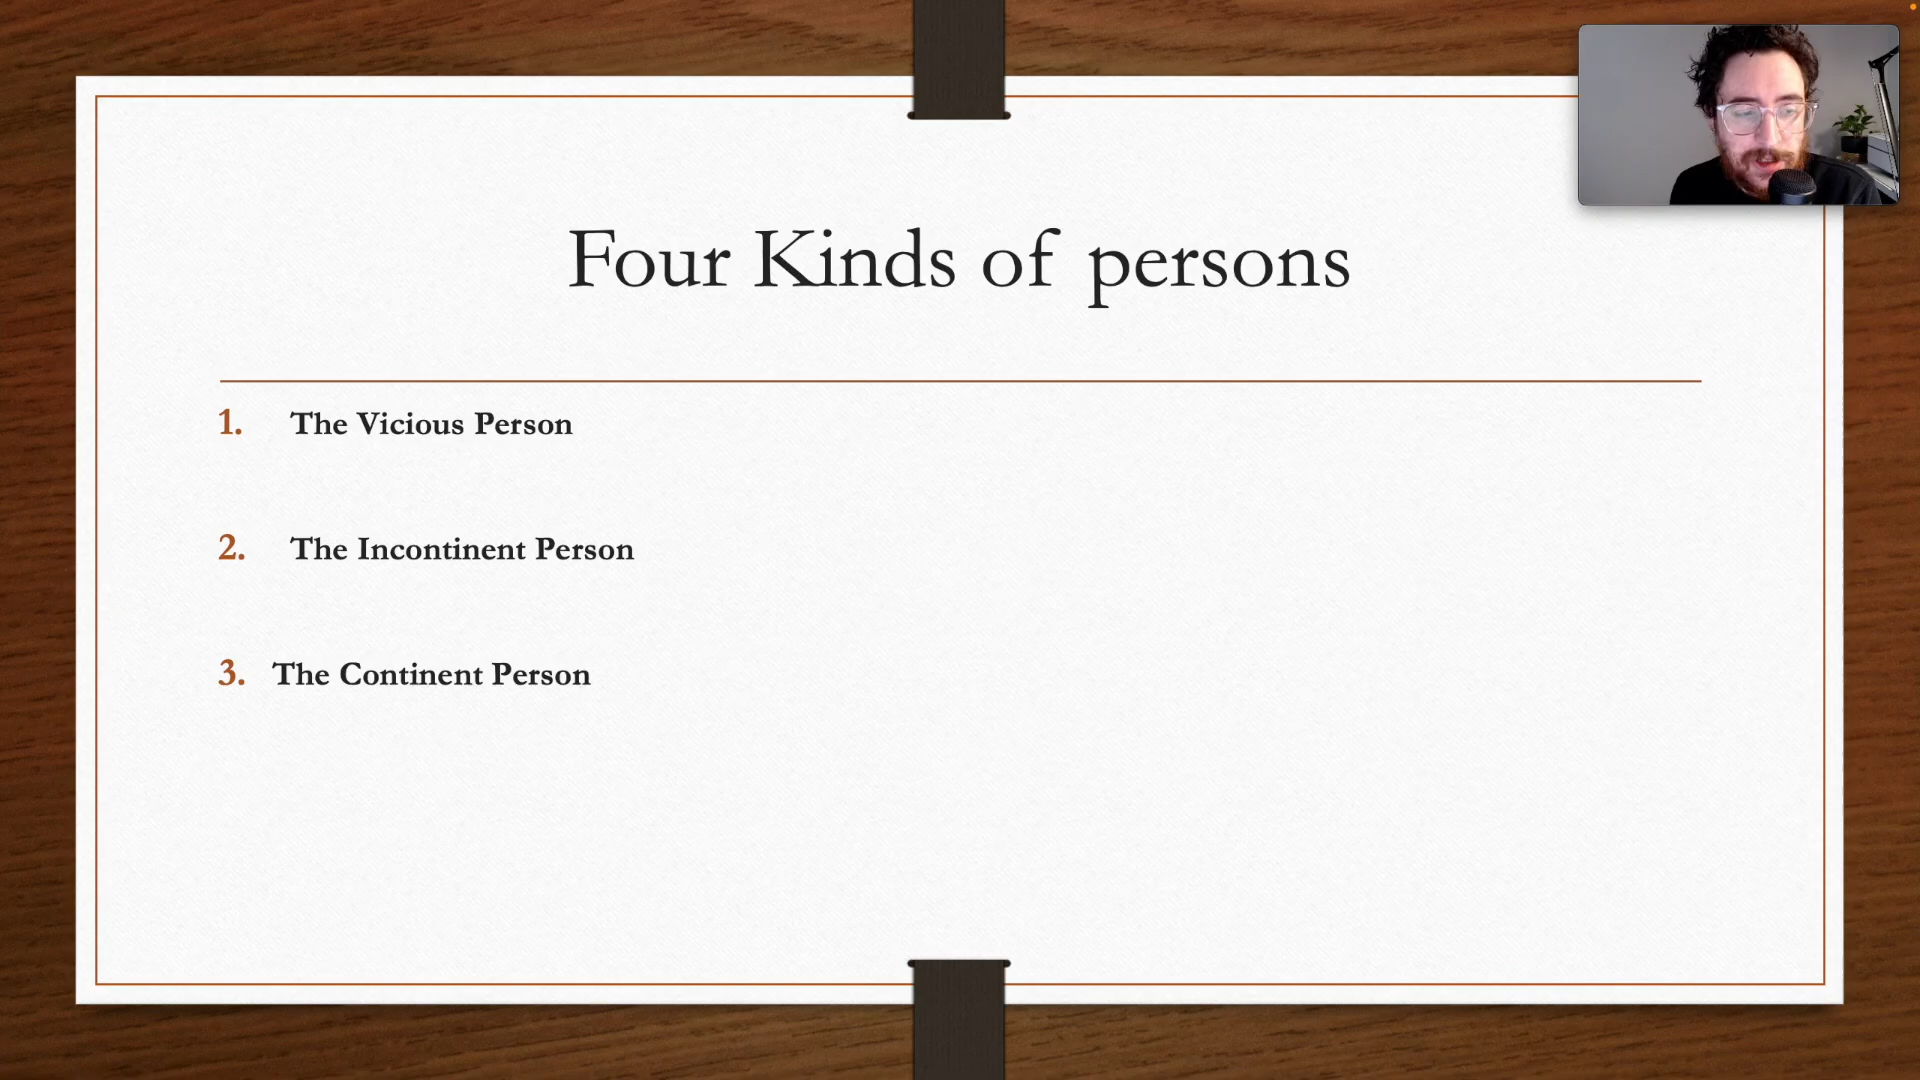 Four Kinds of persons
1. The Vicious Person
2. The Incontinent Person
3. The Continent Person